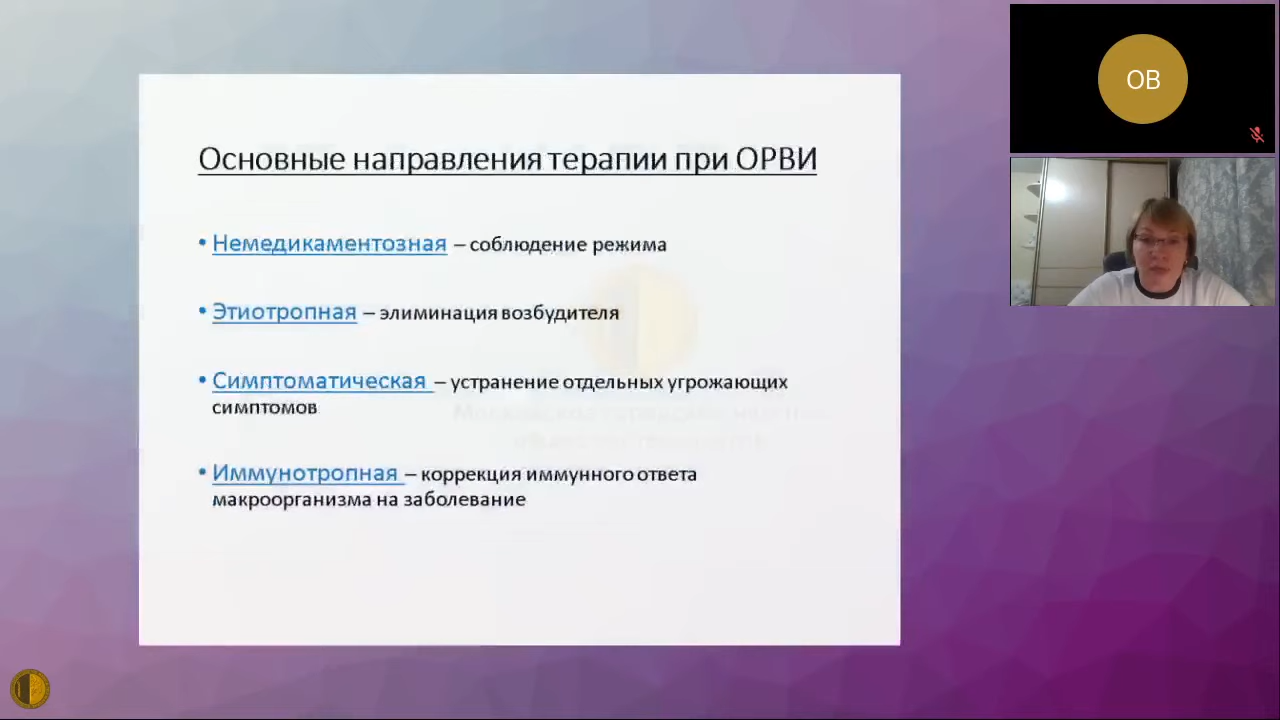 Основные направления терапии при ОРВИ
• Немедикаментозная – соблюдение режима
• Этиотропная – элиминация возбудителя
• Симптоматическая – устранение отдельных угрожающих
симптомов
• Иммунотропная – коррекция иммунного ответа
макроорганизма на заболевание
ОВ